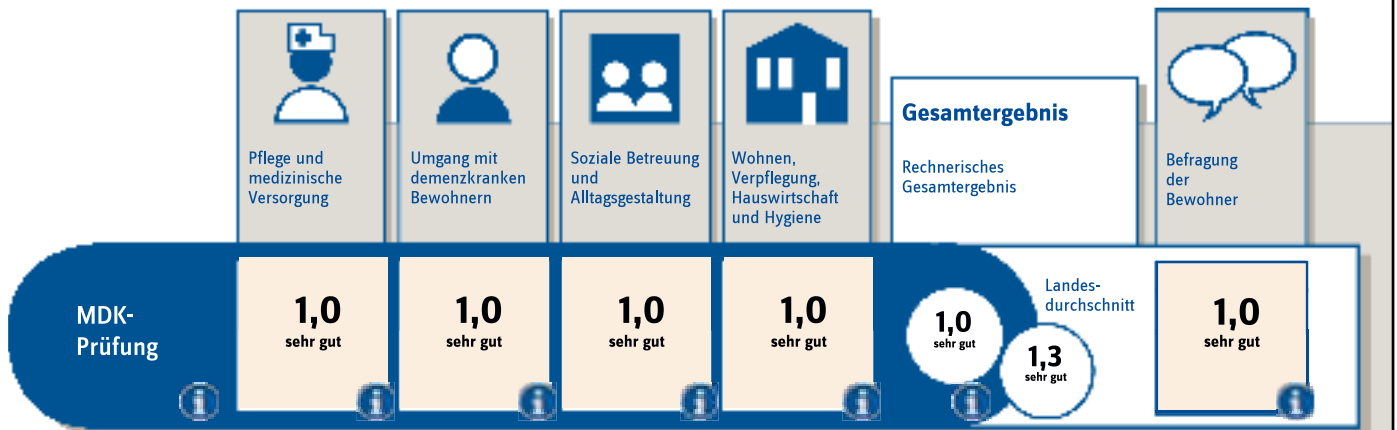 Pflege und
medizinische
Versorgung
Umgang mit
demenzkranken
Bewohnern
Soziale Betreuung
und
Alltagsgestaltung
Wohnen,
Verpflegung,
Hauswirtschaft
und Hygiene
Gesamtergebnis
Rechnerisches
Gesamtergebnis
Befragung
der
Bewohner
MDK-
Prüfung
1,0
sehr gut
1,0
sehr gut
1,0
sehr gut
1,0
sehr gut
1,0
sehr gut
Landes-
durchschnitt
1,3
sehr gut
1,0
sehr gut